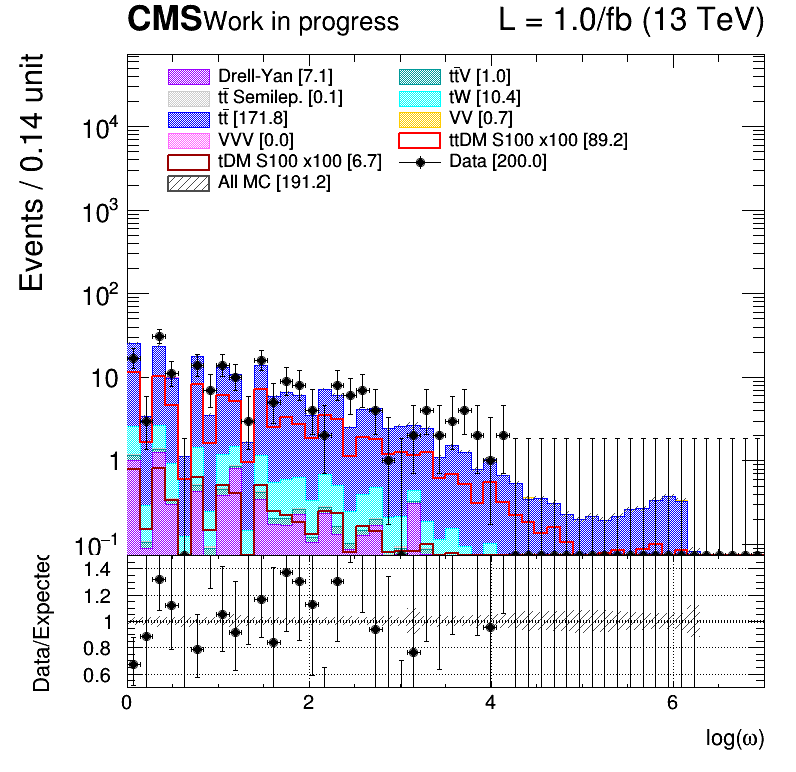 CMS Work in progress L = 1.0/fb (13 TeV)
Events / 0.14 unit
Drell-Yan [7.1] tt̄V [1.0]
tt̄ Semilep. [0.1] tW [10.4]
tt̄ [171.8] VV [0.7]
VVV [0.0] ttDM S100 x100 [89.2]
tDM S100 x100 [6.7] Data [200.0]
All MC [191.2]
10⁴
10³
10²
10
1
10⁻¹
Data/Expected
1.4
1.2
1
0.8
0.6
0 2 4 6
log(ω)